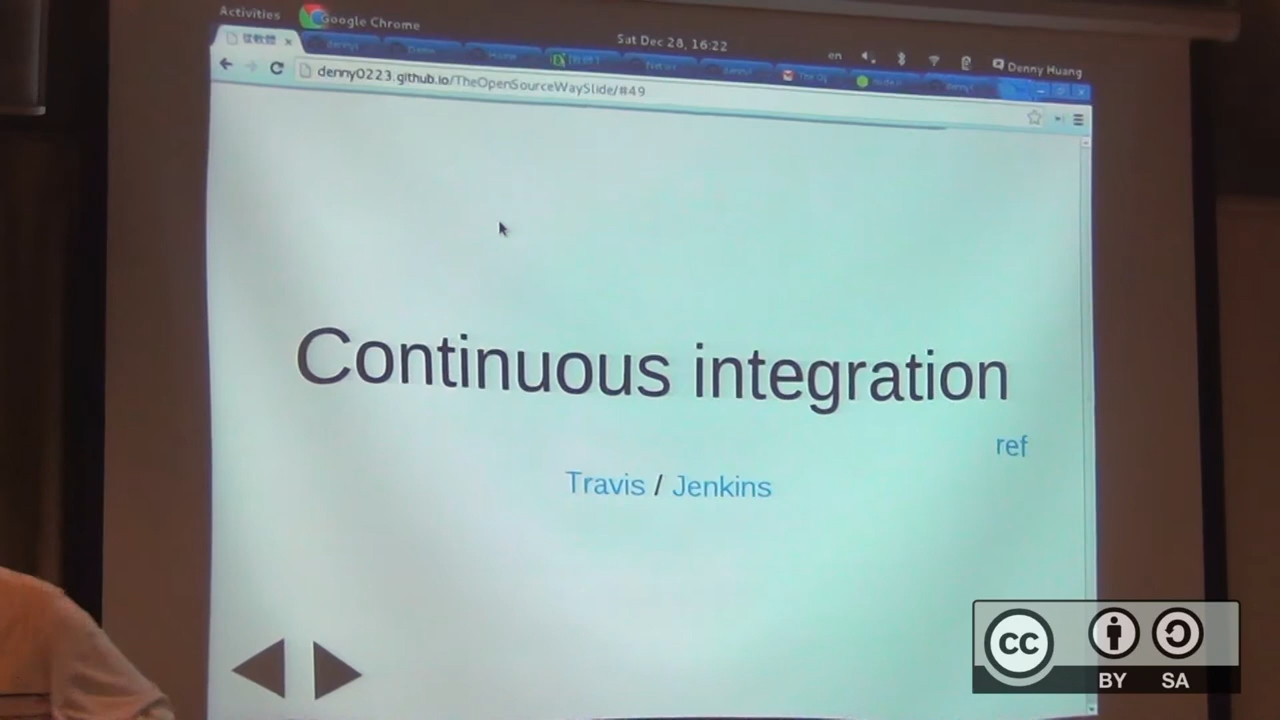 Activities
Google Chrome
Sat Dec 28, 16:22
en
Denny Huang
denny0223.github.io/TheOpenSourceWaySlide/#49
Continuous integration
ref
Travis / Jenkins
CC
BY SA